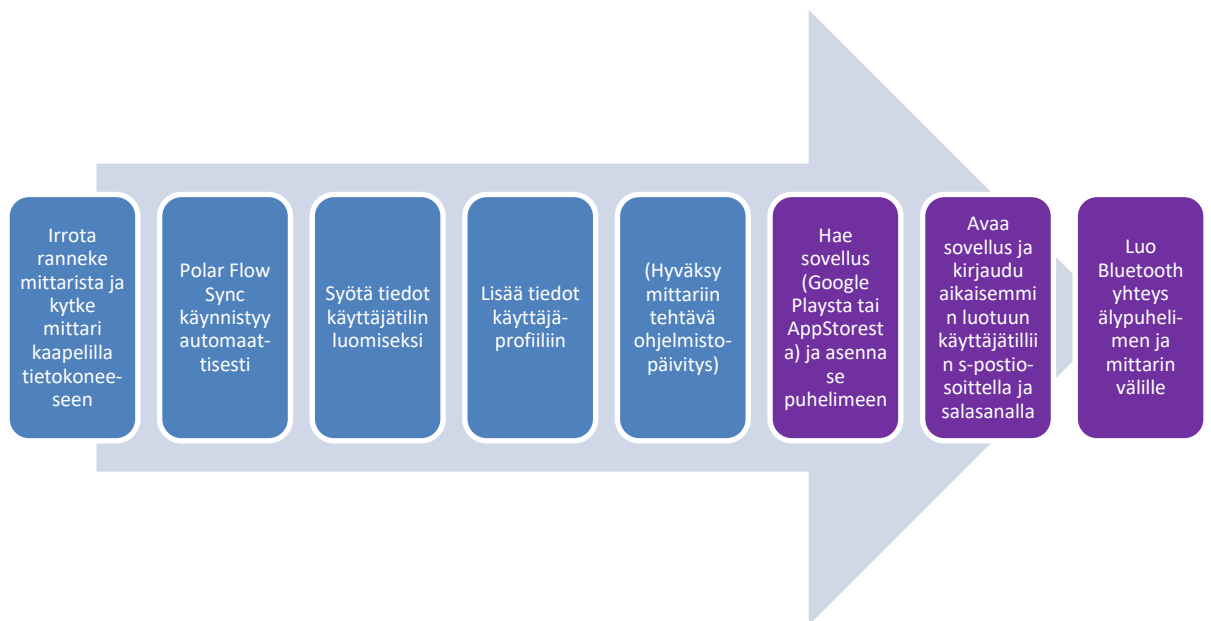 Irrota
ranneke
mittarista ja
kytke
mittari
kaapelilla
tietokonee-
seen
Polar Flow
Sync
käynnistyy
automaat-
tisesti
Syötä tiedot
käyttäjätilin
luomiseksi
Lisää tiedot
käyttäjä-
profiiliin
(Hyväksy
mittariin
tehtävä
ohjelmisto-
päivitys)
Hae
sovellus
(Google
Playsta tai
AppStorest
a) ja asenna
se
puhelimeen
Avaa
sovellus ja
kirjaudu
aikaisemmi
n luotuun
käyttäjätillii
n s-postio-
soittella ja
salasanalla
Luo
Bluetooth
yhteys
älypuheli-
men ja
mittarin
välille